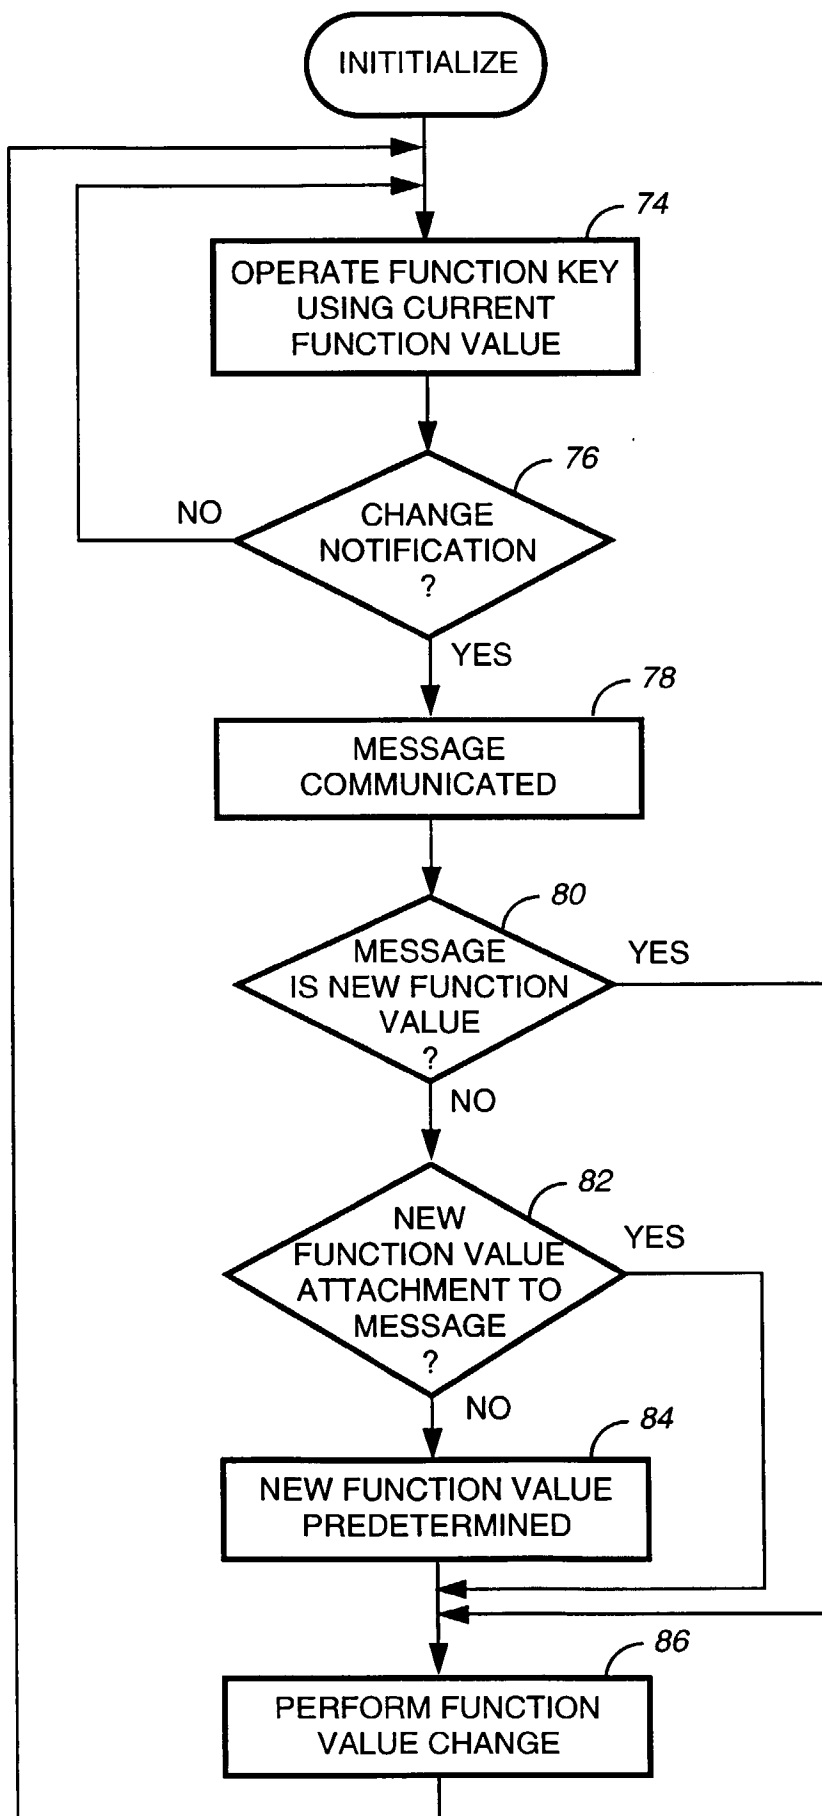 INITITIALIZE
74
OPERATE FUNCTION KEY
USING CURRENT
FUNCTION VALUE
76
NO
CHANGE
NOTIFICATION
?
YES
78
MESSAGE
COMMUNICATED
80
MESSAGE
IS NEW FUNCTION
VALUE
?
YES
NO
82
NEW
FUNCTION VALUE
ATTACHMENT TO
MESSAGE
?
YES
NO
84
NEW FUNCTION VALUE
PREDETERMINED
86
PERFORM FUNCTION
VALUE CHANGE